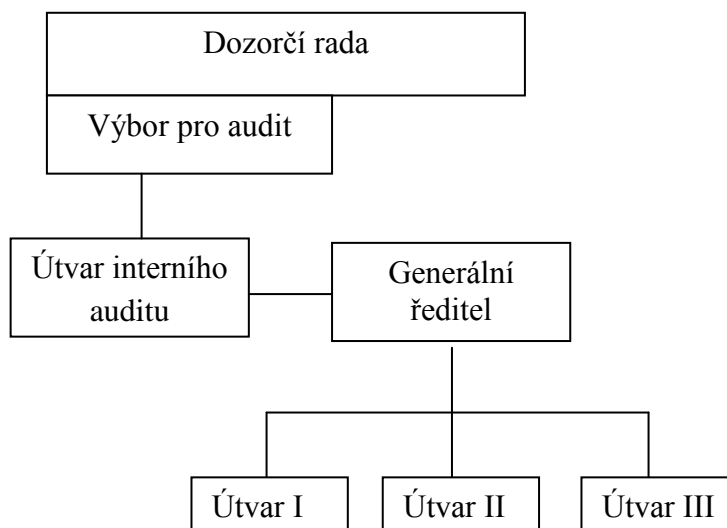 Dozorčí rada
Výbor pro audit
Útvar interního
auditu
Generální
ředitel
Útvar I
Útvar II
Útvar III